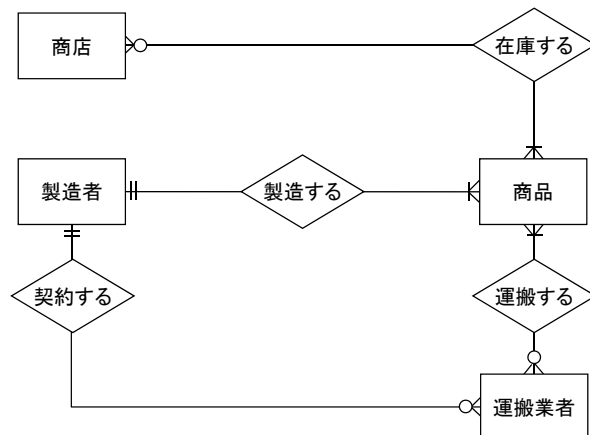 商店
在庫する
製造者
製造する
商品
契約する
運搬する
運搬業者